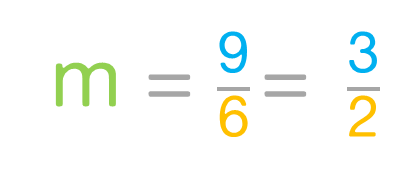 m = 9/6 = 3/2